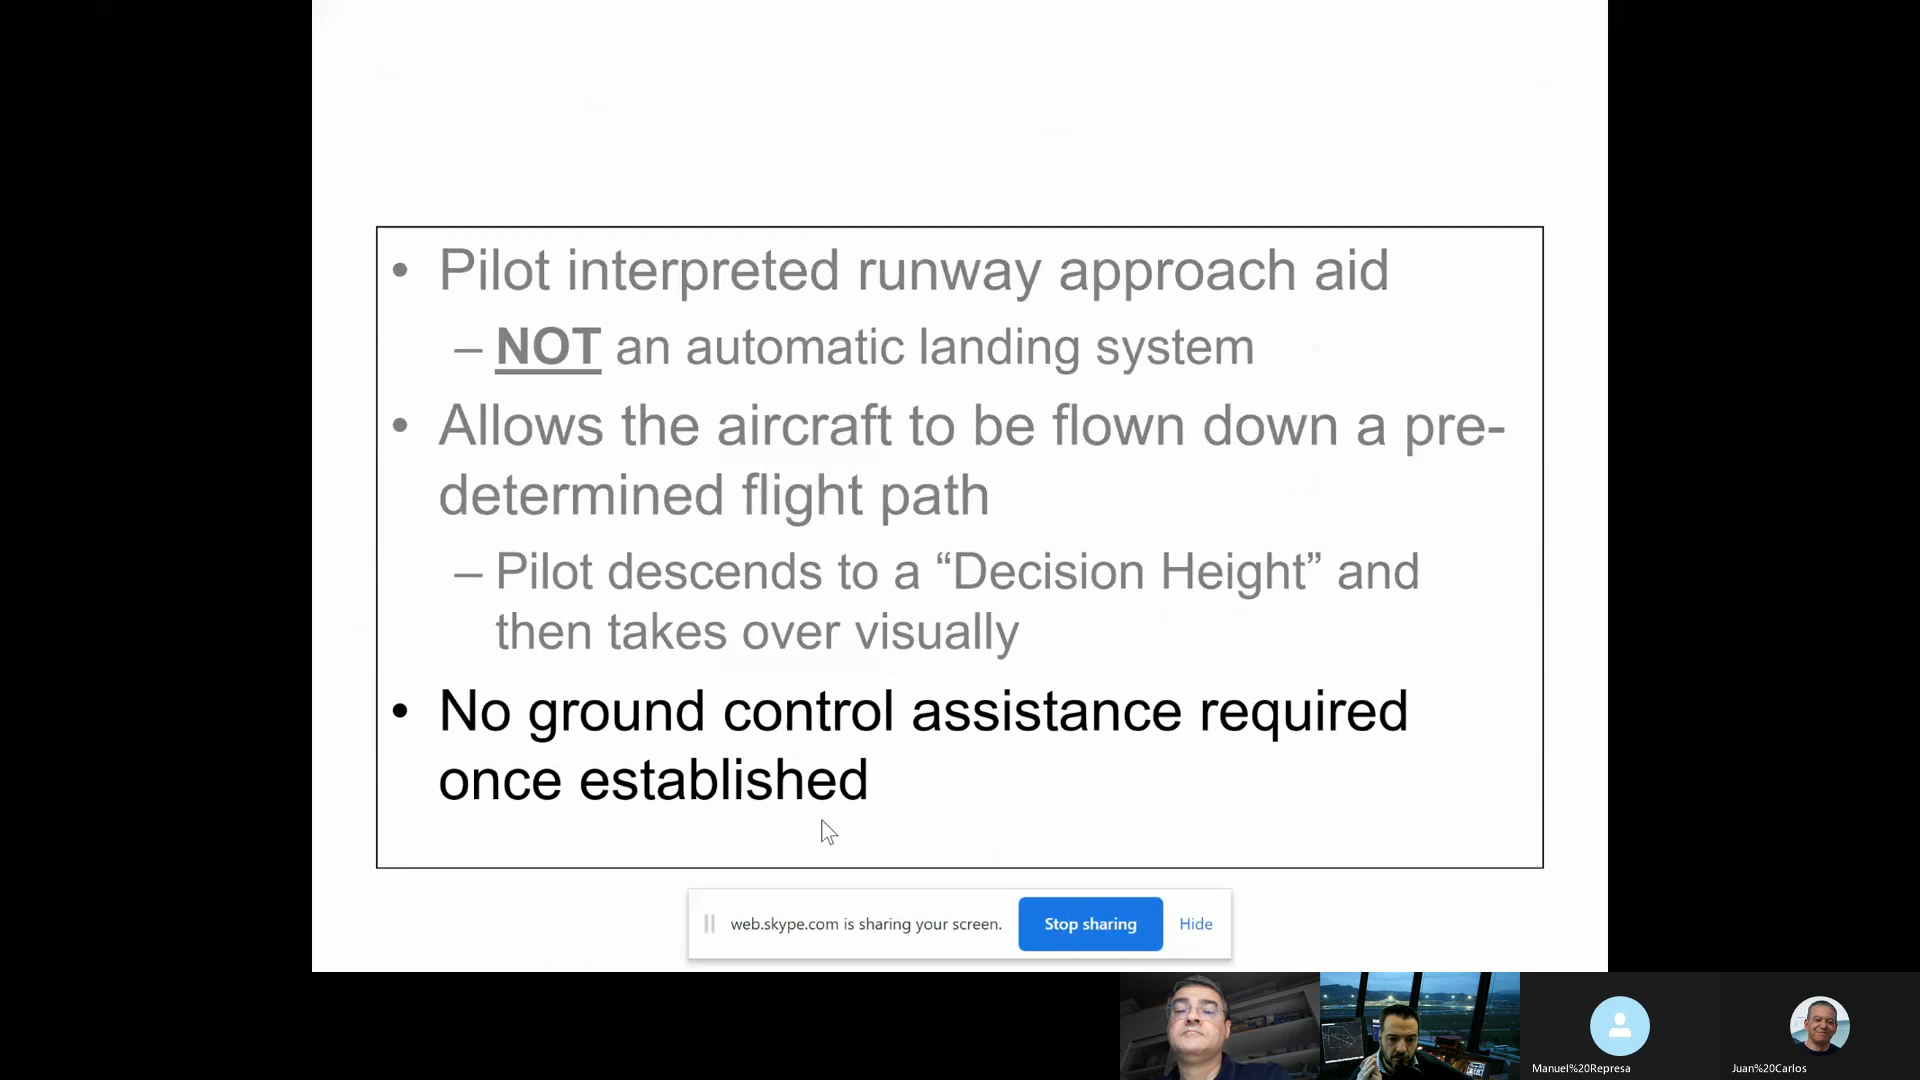 • Pilot interpreted runway approach aid
– NOT an automatic landing system
• Allows the aircraft to be flown down a pre-
determined flight path
– Pilot descends to a “Decision Height” and
then takes over visually
• No ground control assistance required
once established
web.skype.com is sharing your screen.
Stop sharing
Hide
Manuel%20Represa
Juan%20Carlos